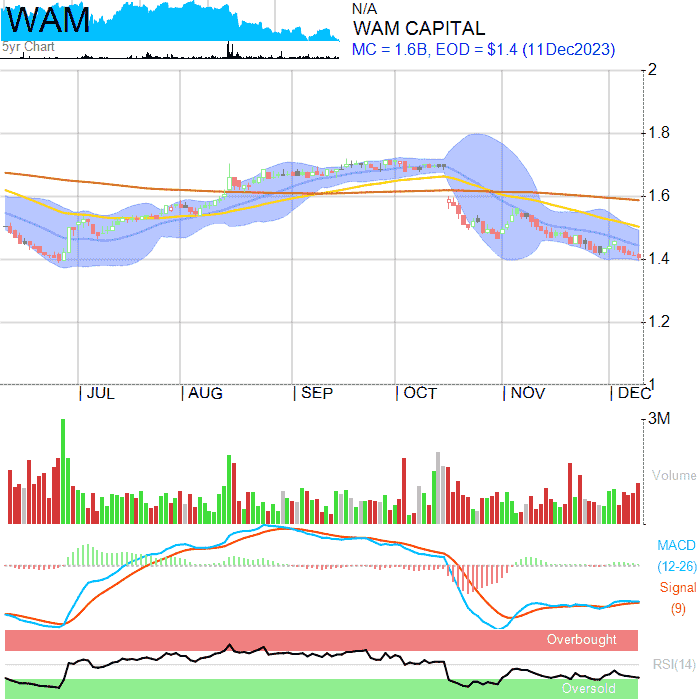 WAM
5yr Chart
N/A
WAM CAPITAL
MC = 1.6B, EOD = $1.4 (11Dec2023)
2
1.8
1.6
1.4
1.2
1
JUL AUG SEP OCT NOV DEC
3M
Volume
MACD
(12-26)
Signal
(9)
Overbought
RSI(14)
Oversold